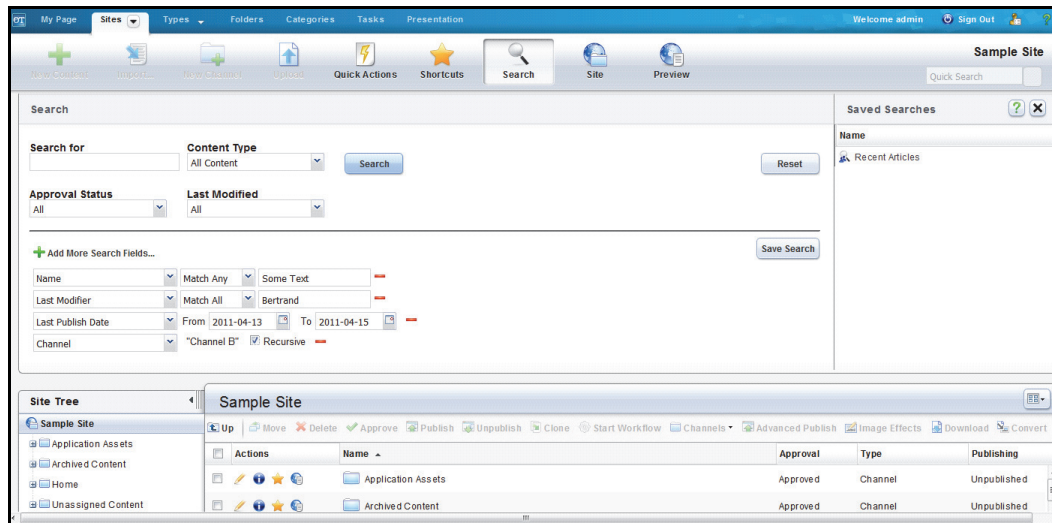 My Page Sites Types Folders Categories Tasks Presentation Welcome admin Sign Out
New Content Import... New Channel Upload Quick Actions Shortcuts Search Site Preview
Sample Site
Quick Search
Search
Saved Searches
Name
Recent Articles
Search for Content Type
All Content Search Reset
Approval Status Last Modified
All All
Add More Search Fields... Save Search
Name Match Any Some Text
Last Modifier Match All Bertrand
Last Publish Date From 2011-04-13 To 2011-04-15
Channel "Channel B" Recursive
Site Tree
Sample Site
Application Assets
Archived Content
Home
Unassigned Content
Sample Site
Up Move Delete Approve Publish Unpublish Clone Start Workflow Channels Advanced Publish Image Effects Download Convert
Actions Name Approval Type Publishing
Application Assets Approved Channel Unpublished
Archived Content Approved Channel Unpublished